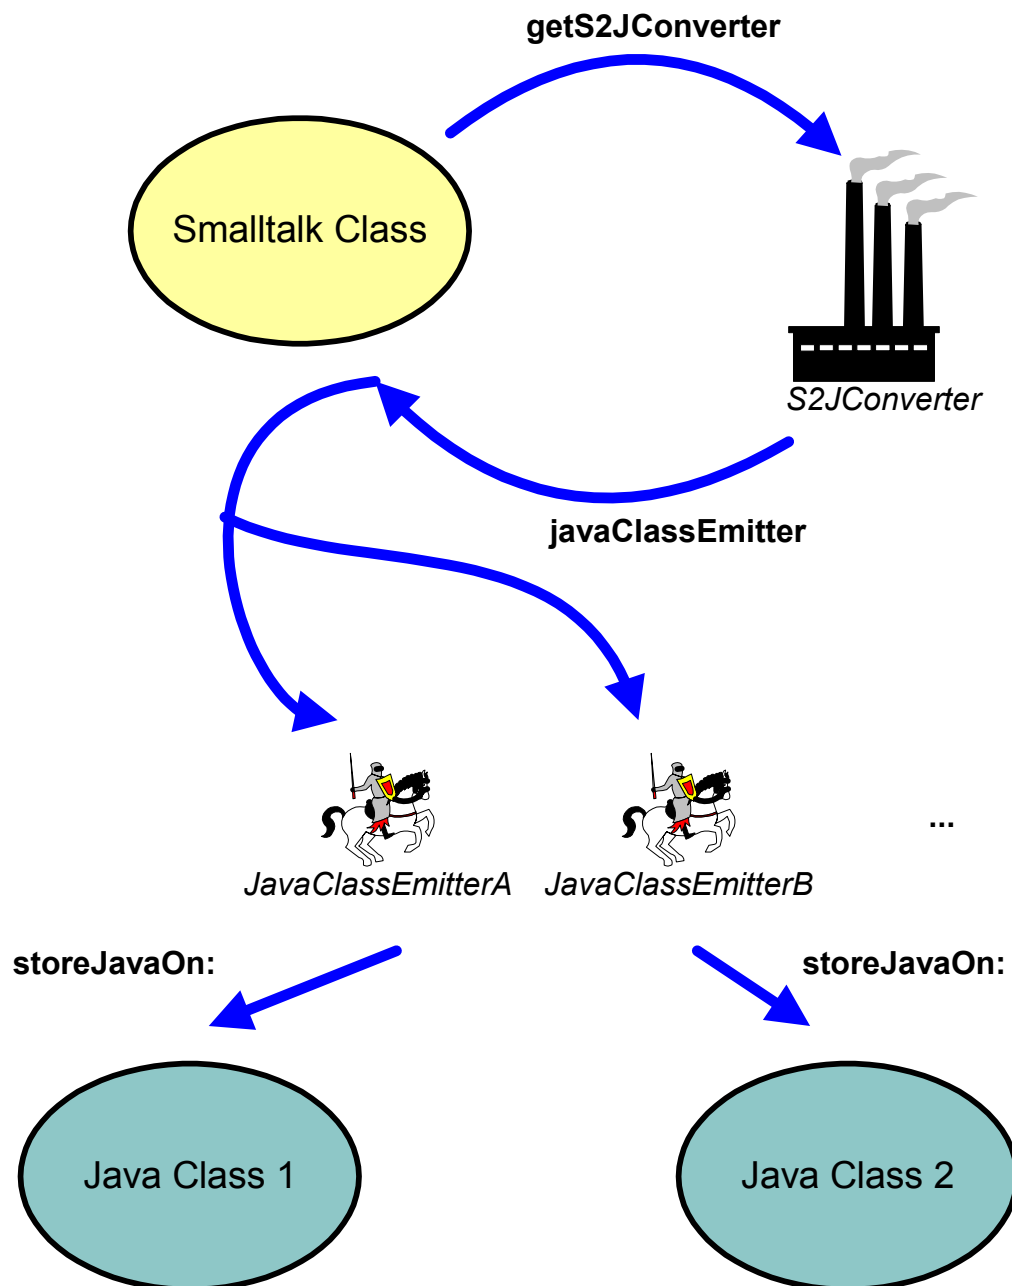 getS2JConverter
Smalltalk Class
S2JConverter
javaClassEmitter
...
JavaClassEmitterA
JavaClassEmitterB
storeJavaOn:
storeJavaOn:
Java Class 1
Java Class 2